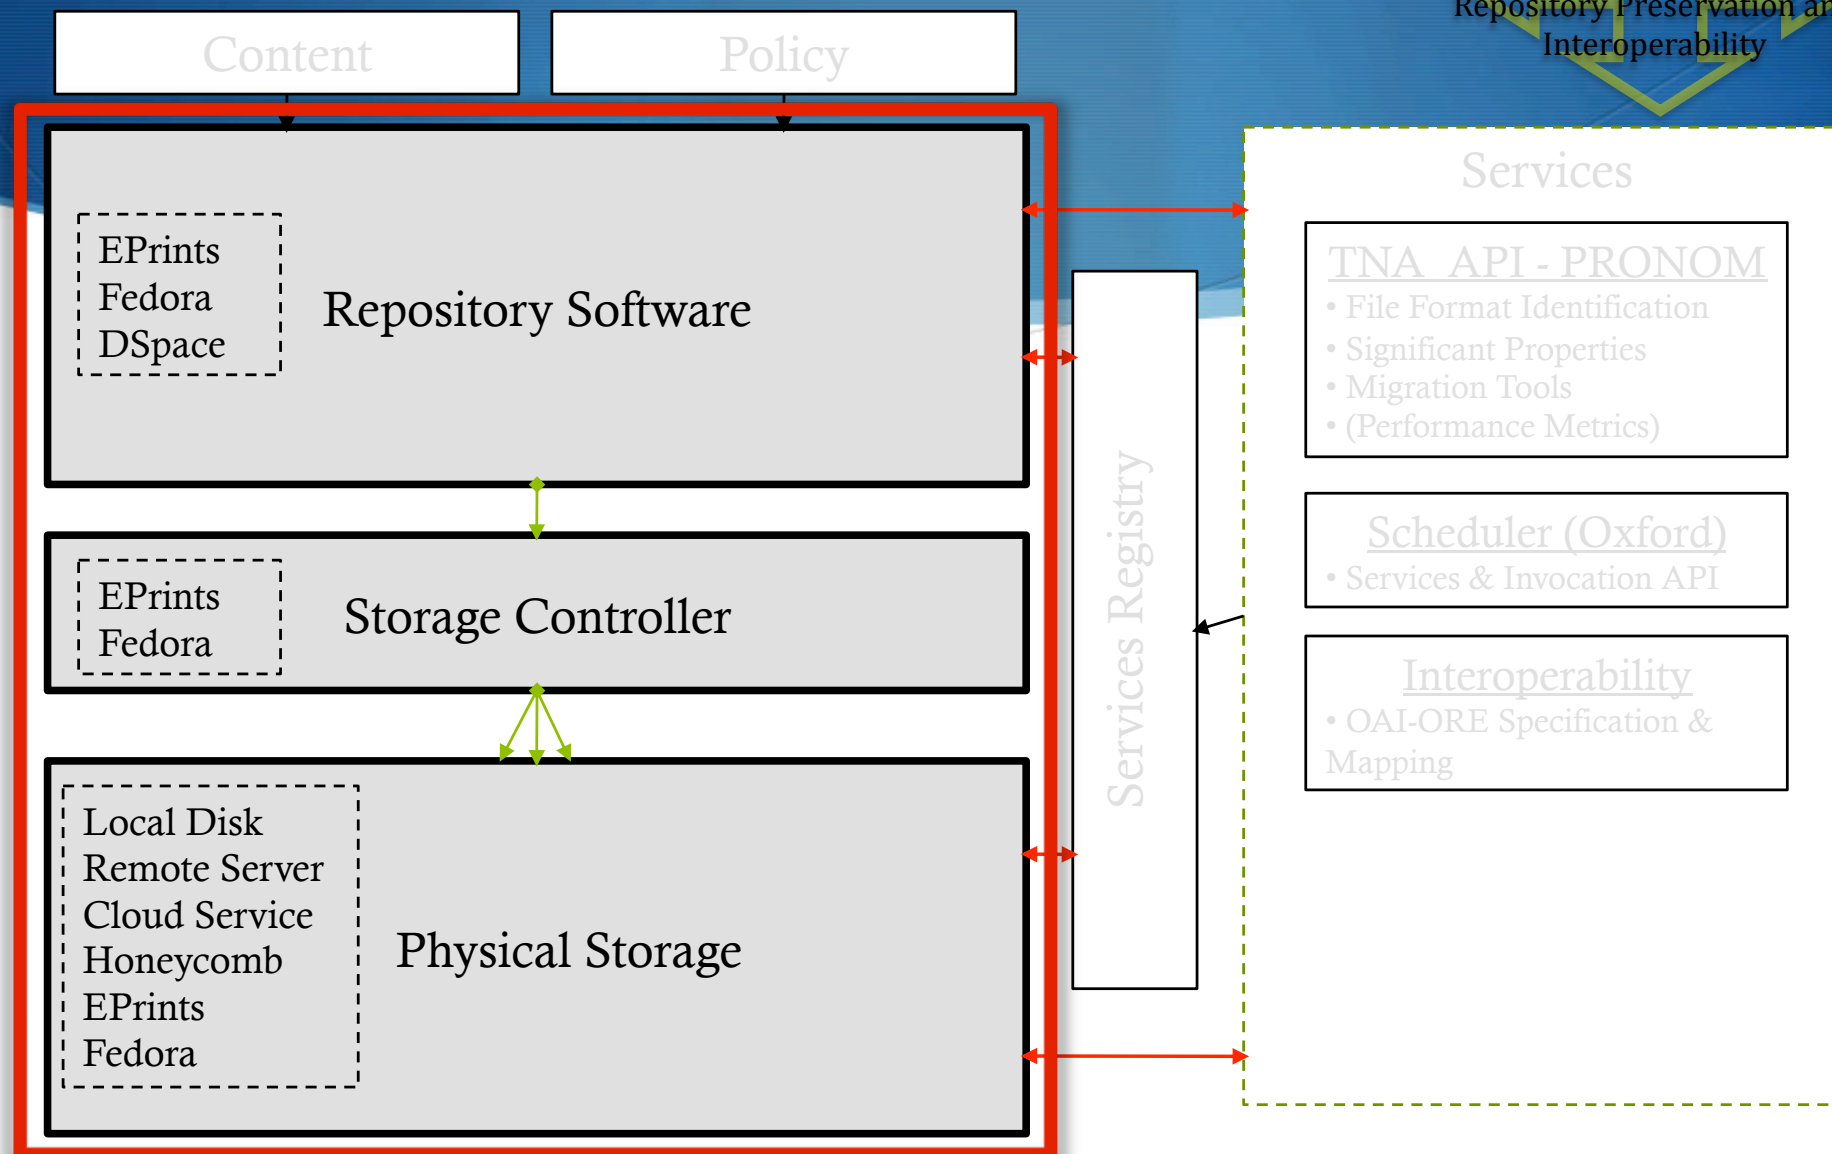 Repository Preservation an
Interoperability
Content
Policy
EPrints
Fedora
DSpace
Repository Software
EPrints
Fedora
Storage Controller
Local Disk
Remote Server
Cloud Service
Honeycomb
EPrints
Fedora
Physical Storage
Services Registry
Services
TNA API - PRONOM
• File Format Identification
• Significant Properties
• Migration Tools
• (Performance Metrics)
Scheduler (Oxford)
• Services & Invocation API
Interoperability
• OAI-ORE Specification &
Mapping